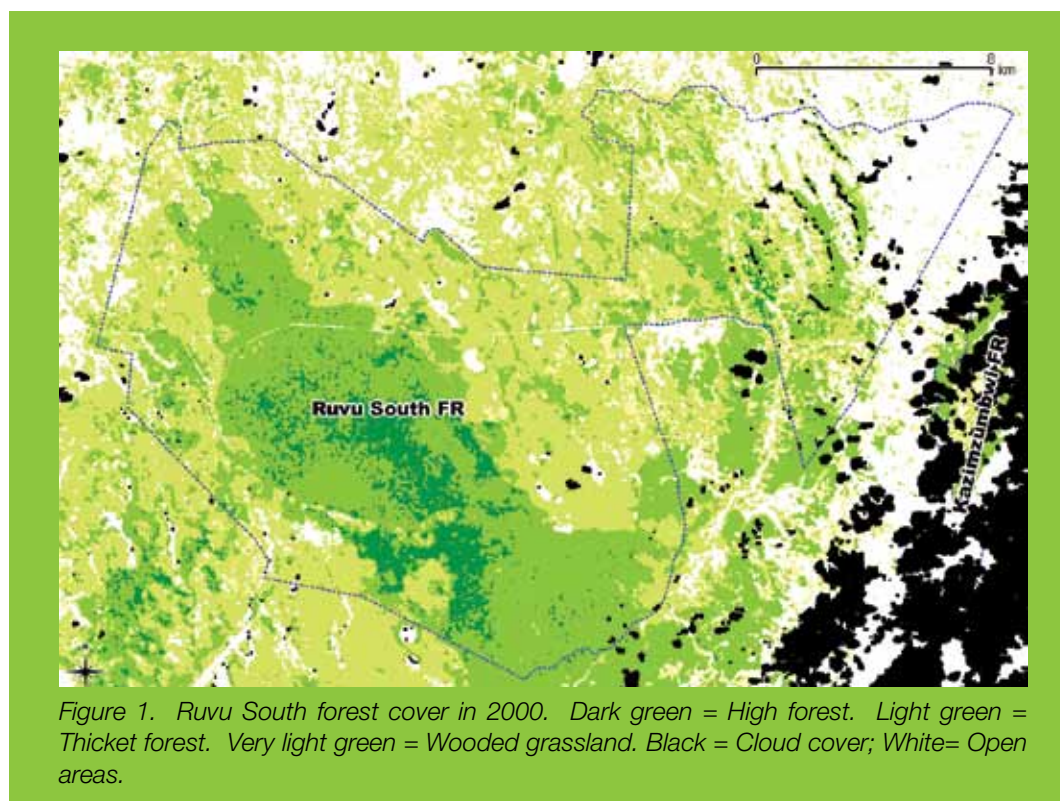 0 8
km
Ruvu South FR
Kazimzumbwi FR
Figure 1. Ruvu South forest cover in 2000. Dark green = High forest. Light green =
Thicket forest. Very light green = Wooded grassland. Black = Cloud cover; White= Open
areas.